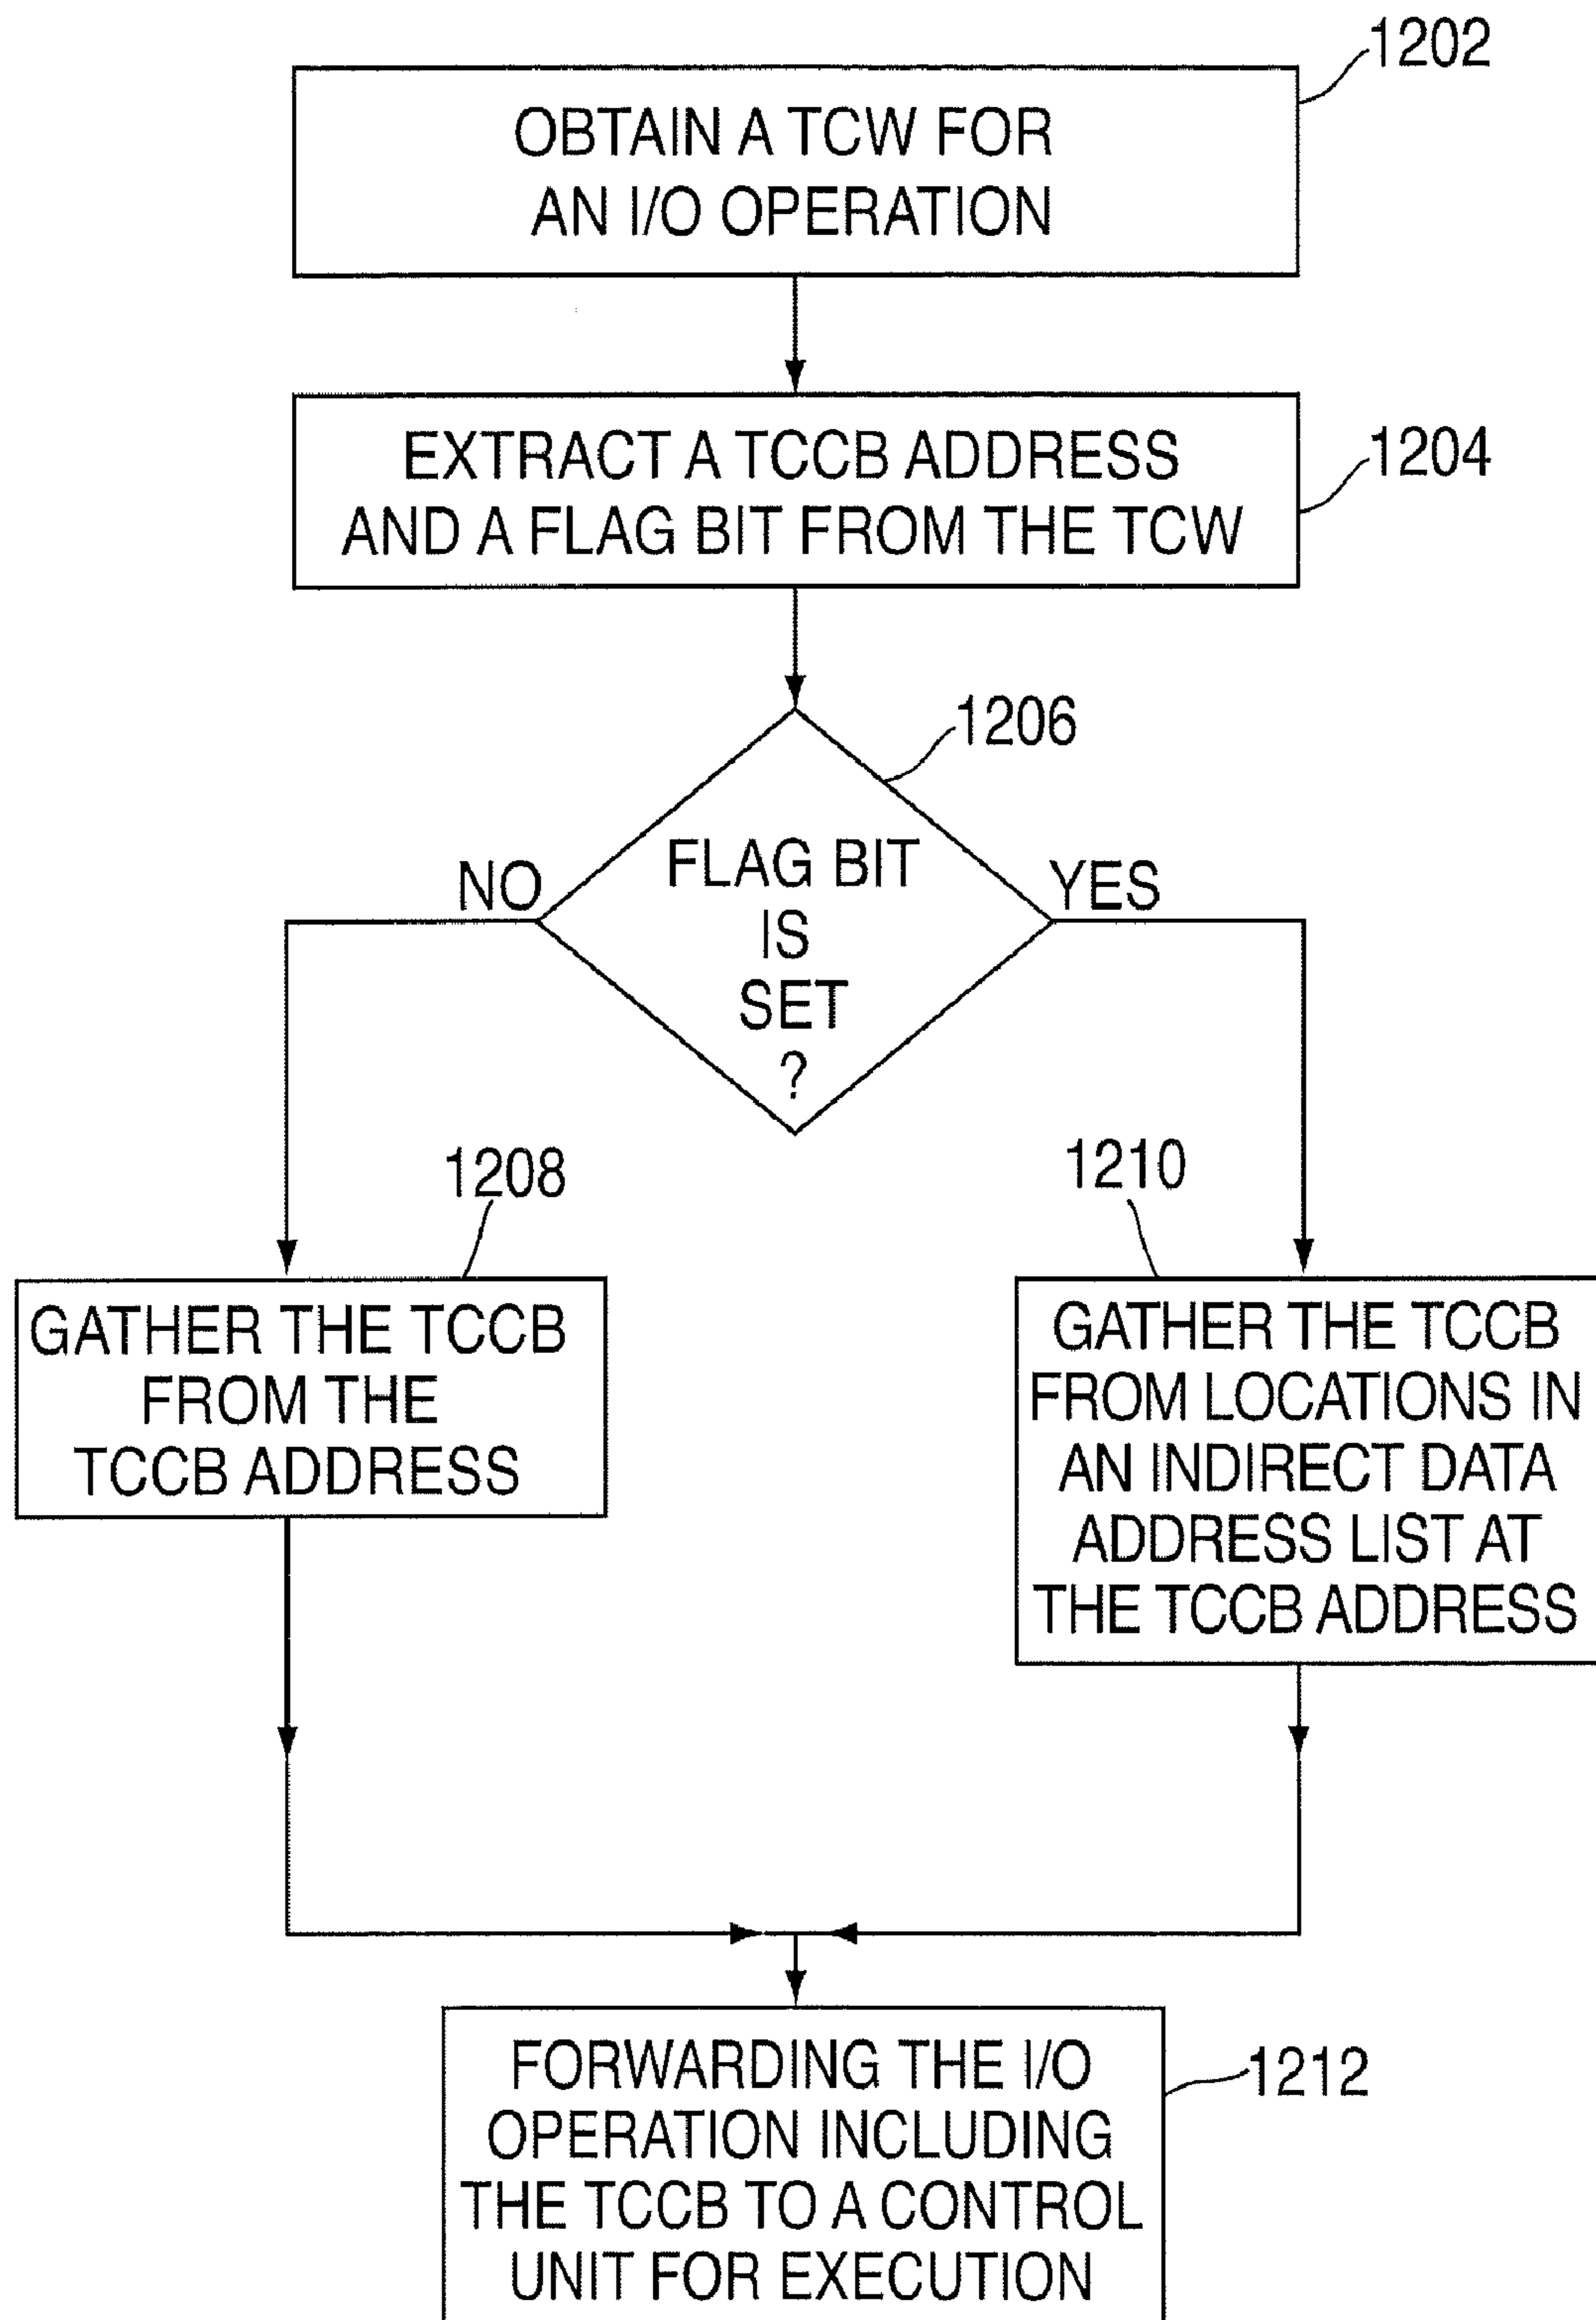 1202
OBTAIN A TCW FOR
AN I/O OPERATION
EXTRACT A TCCB ADDRESS
AND A FLAG BIT FROM THE TCW
1204
1206
FLAG BIT
IS
SET
?
NO
YES
1208
GATHER THE TCCB
FROM THE
TCCB ADDRESS
1210
GATHER THE TCCB
FROM LOCATIONS IN
AN INDIRECT DATA
ADDRESS LIST AT
THE TCCB ADDRESS
FORWARDING THE I/O
OPERATION INCLUDING
THE TCCB TO A CONTROL
UNIT FOR EXECUTION
1212